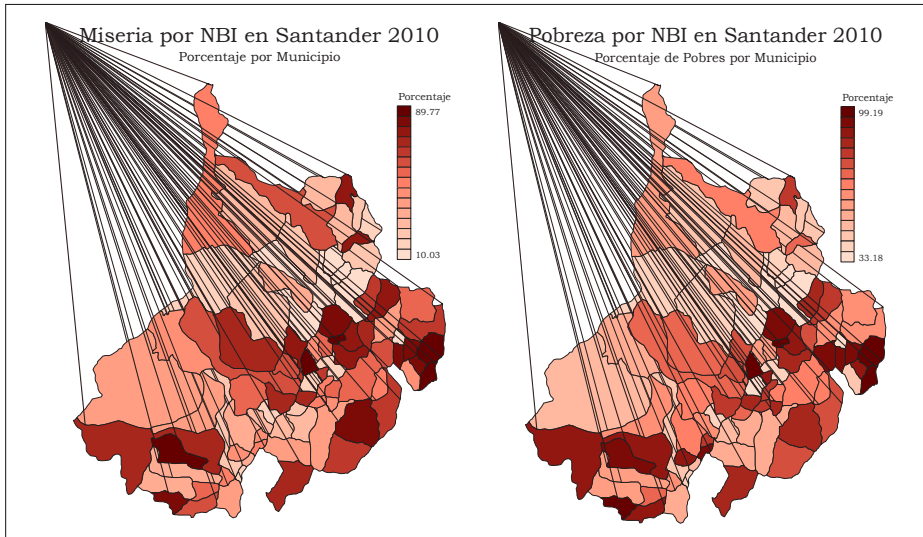 Miseria por NBI en Santander 2010
Porcentaje por Municipio
Porcentaje
89.77
10.03
Pobreza por NBI en Santander 2010
Porcentaje de Pobres por Municipio
Porcentaje
99.19
33.18